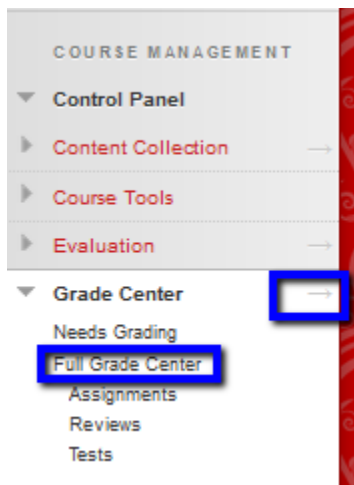 COURSE MANAGEMENT
Control Panel
Content Collection
Course Tools
Evaluation
Grade Center
Needs Grading
Full Grade Center
Assignments
Reviews
Tests